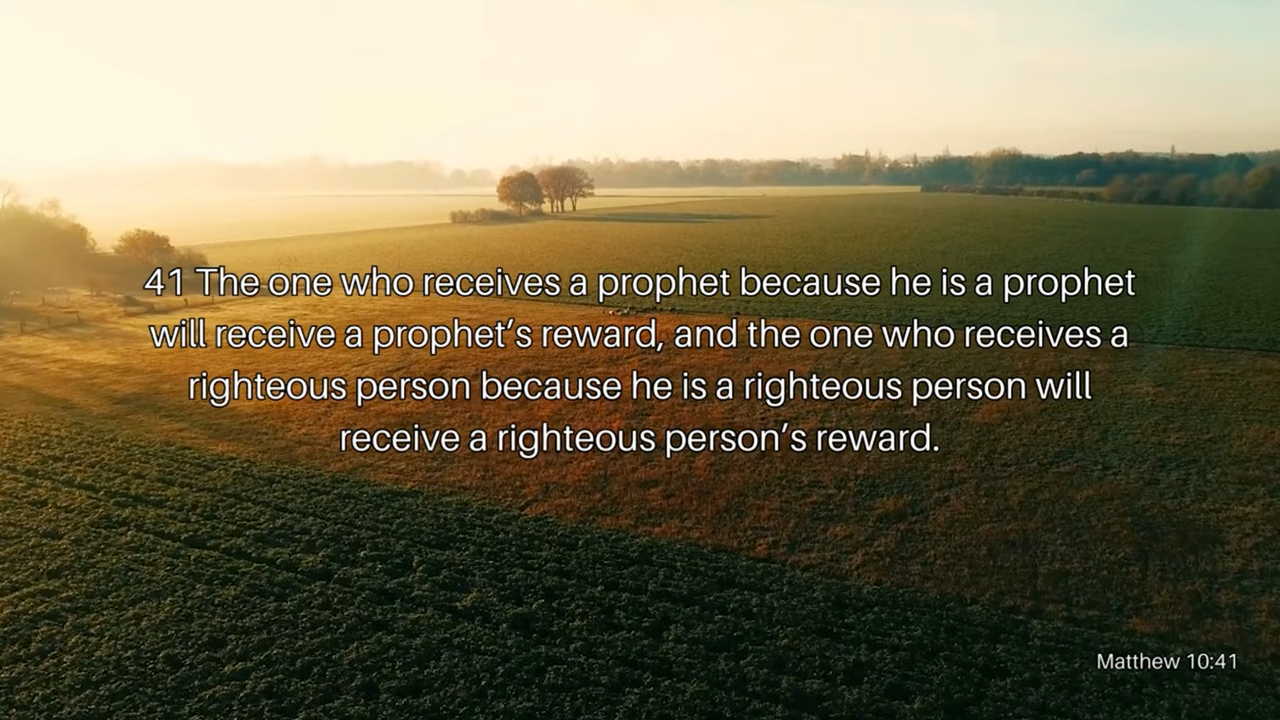 41 The one who receives a prophet because he is a prophet
will receive a prophet’s reward, and the one who receives a
righteous person because he is a righteous person will
receive a righteous person’s reward.
Matthew 10:41